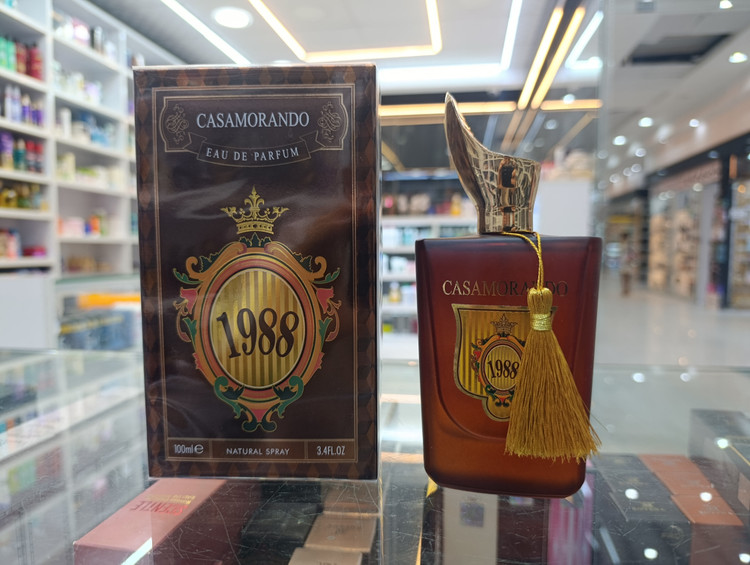 CASAMORANDO
EAU DE PARFUM
1988
100ml e
NATURAL SPRAY
3.4FL.OZ
CASAMORANDO
1988